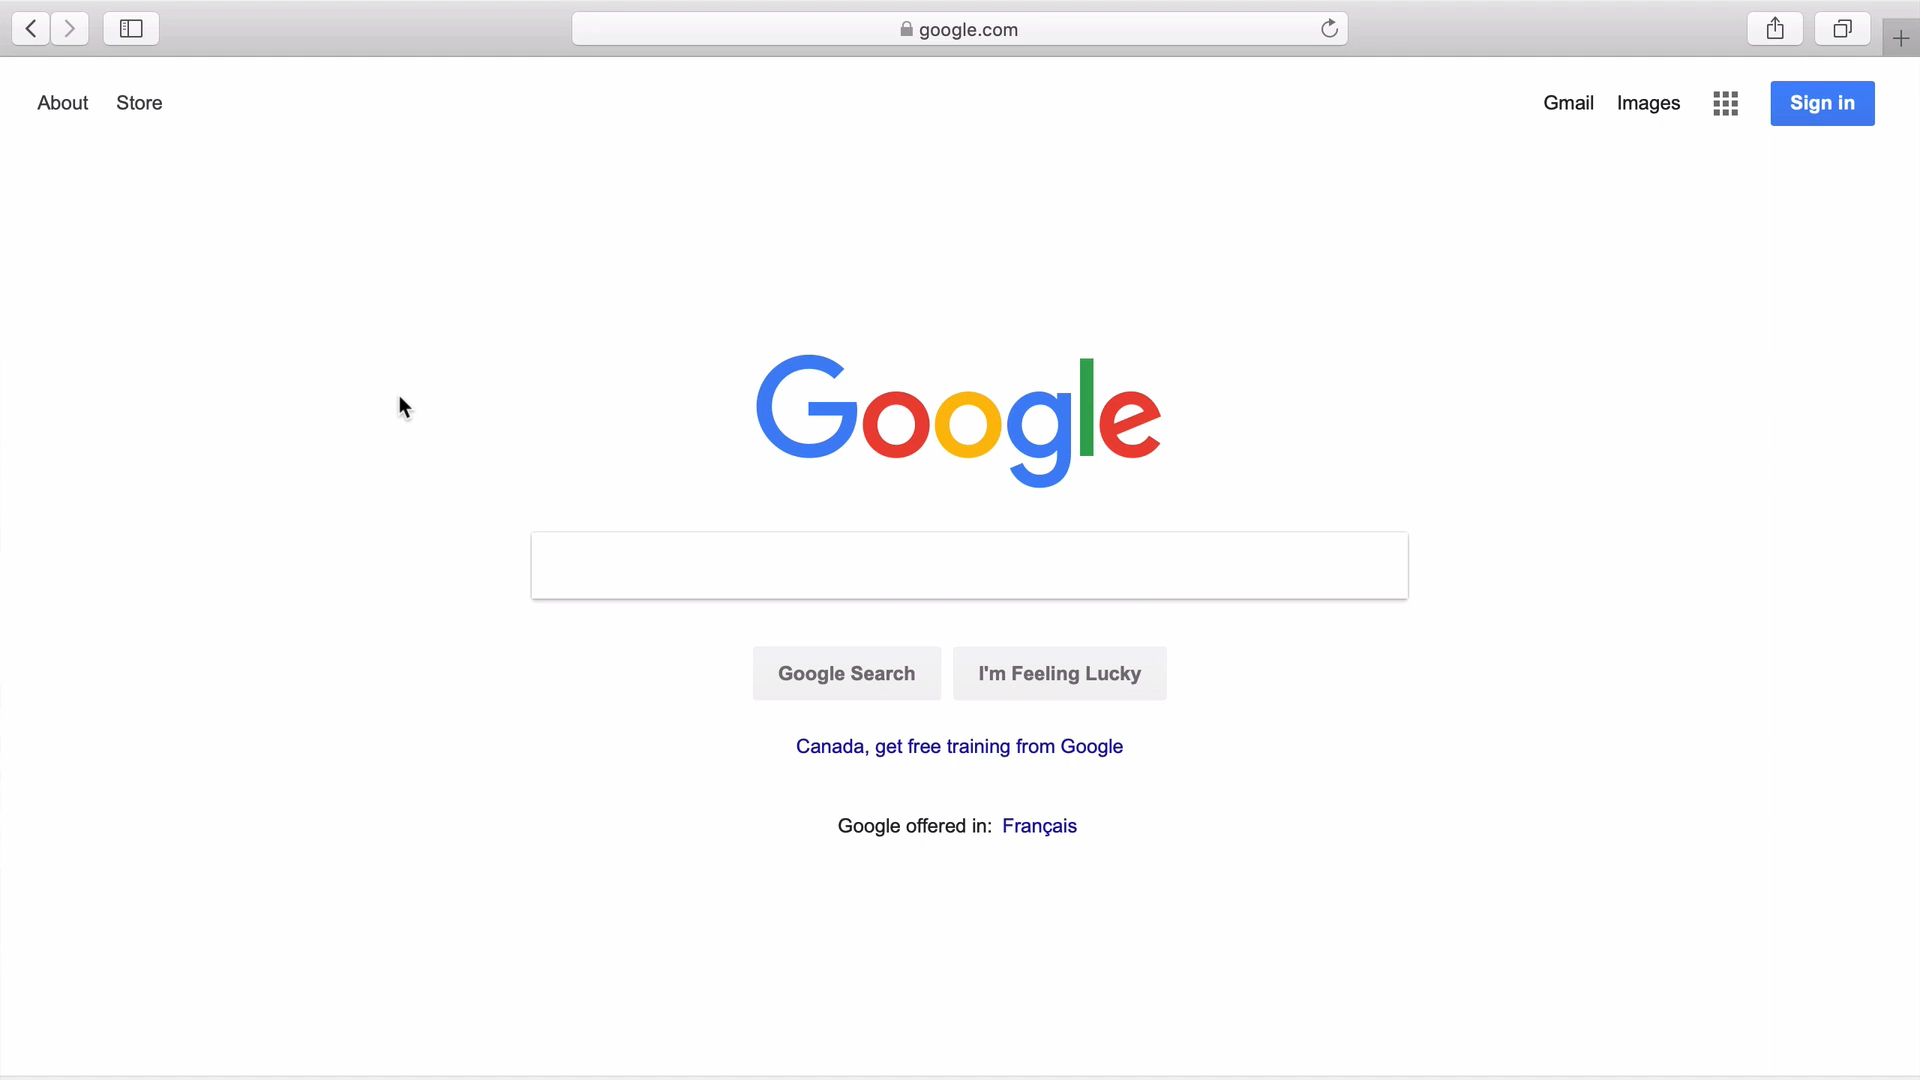 google.com
About Store Gmail Images Sign in
Google
Google Search I'm Feeling Lucky
Canada, get free training from Google
Google offered in: Français